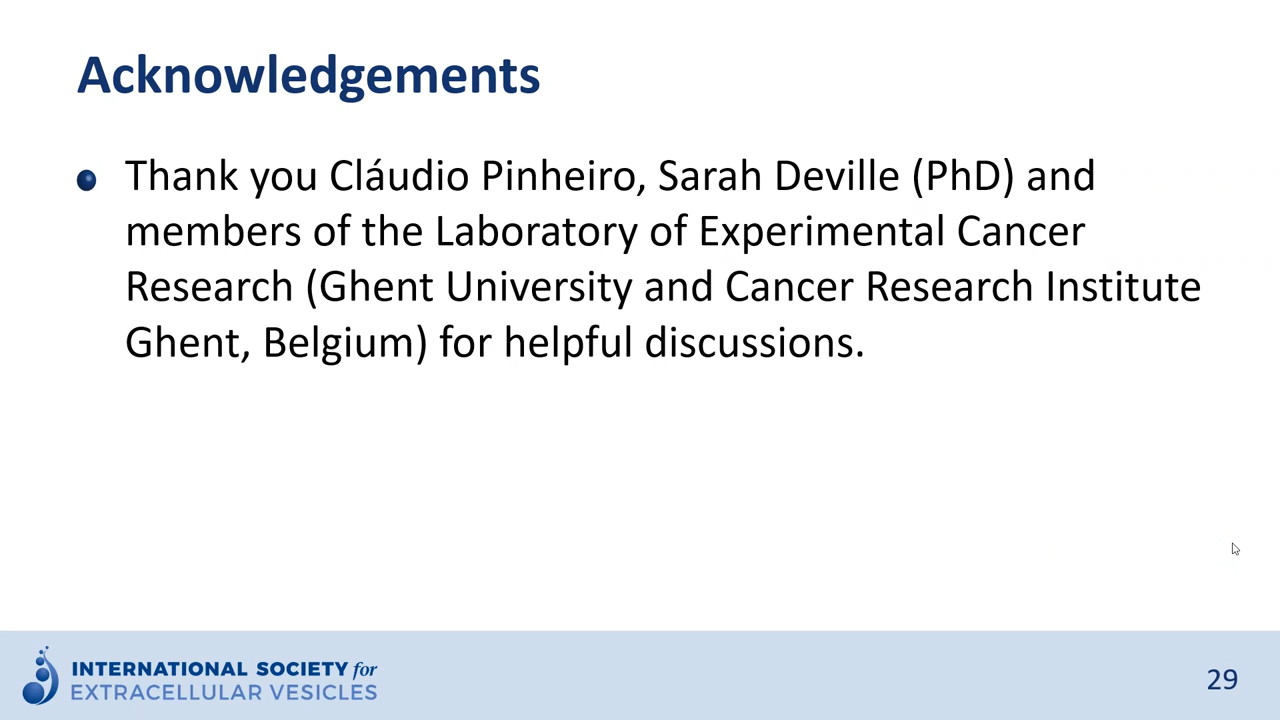 Acknowledgements
Thank you Cláudio Pinheiro, Sarah Deville (PhD) and
members of the Laboratory of Experimental Cancer
Research (Ghent University and Cancer Research Institute
Ghent, Belgium) for helpful discussions.
INTERNATIONAL SOCIETY for
EXTRACELLULAR VESICLES
29